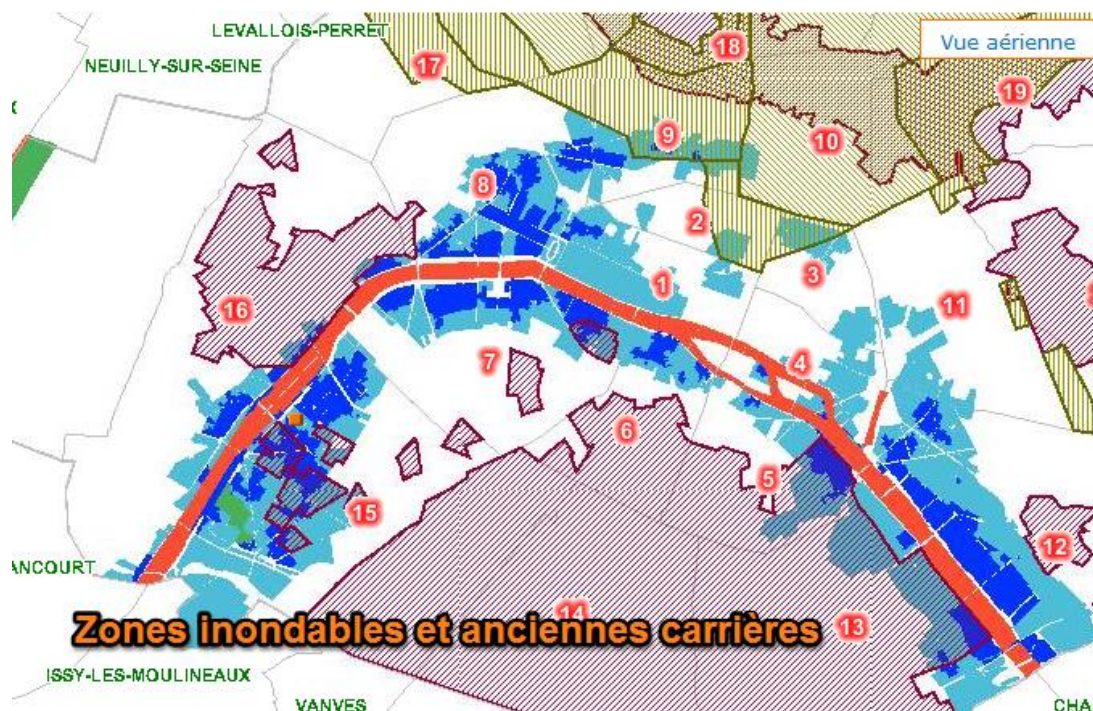 LEVALLOIS-PERRET
Vue aérienne
NEUILLY-SUR-SEINE
X
17
18
19
9
10
8
2
3
1
11
16
7
4
6
5
15
12
ANCOURT
14
13
Zones inondables et anciennes carrières
ISSY-LES-MOULINEAUX
VANVES
CHA